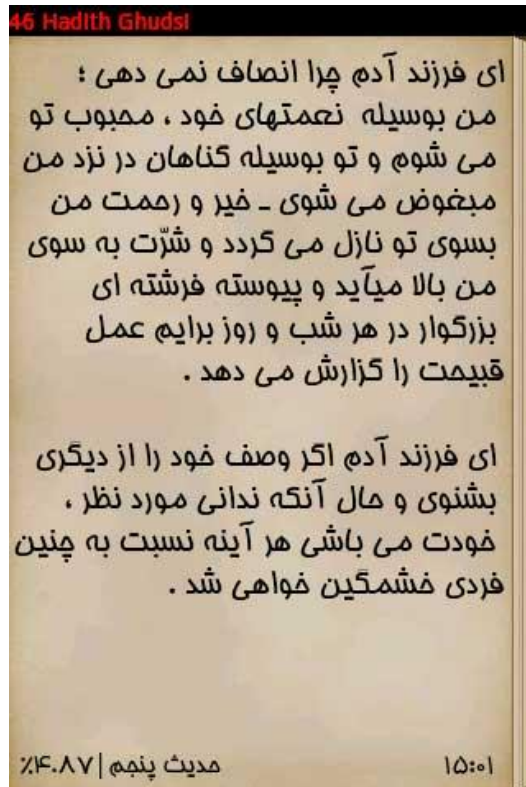 46 Hadith Ghudsi
ای فرزند آدم چرا انصاف نمی دهی ؛
من بوسیله نعمتهای خود ، محبوب تو
می شوم و تو بوسیله گناهان در نزد من
مبغوض می شوی ـ خیر و رحمت من
بسوی تو نازل می گردد و شرّت به سوی
من بالا میآید و پیوسته فرشته ای
بزرگوار در هر شب و روز برایم عمل
قبیحت را گزارش می دهد .
ای فرزند آدم اگر وصف خود را از دیگری
بشنوی و حال آنکه ندانی مورد نظر ،
خودت می باشی هر آینه نسبت به چنین
فردی خشمگین خواهی شد .
۱۵:۰۱ حدیث پنجم |۴.۸۷٪